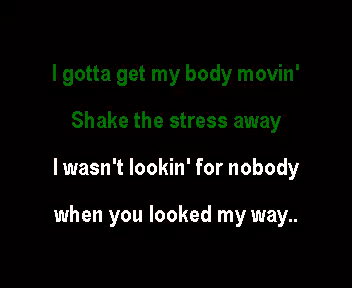 I gotta get my body movin'
Shake the stress away
I wasn't lookin' for nobody
when you looked my way..